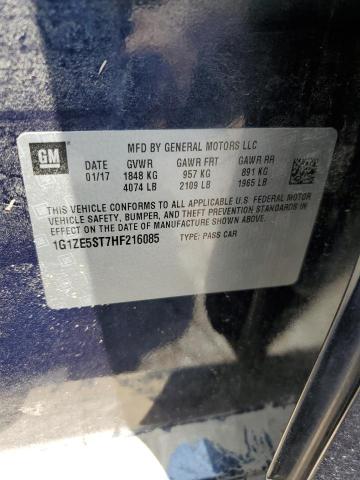 GM
MFD BY GENERAL MOTORS LLC
DATE GVWR GAWR FRT GAWR RR
01/17 1848 KG 957 KG 891 KG
4074 LB 2109 LB 1965 LB
THIS VEHICLE CONFORMS TO ALL APPLICABLE U.S. FEDERAL MOTOR
VEHICLE SAFETY, BUMPER, AND THEFT PREVENTION STANDARDS IN
EFFECT ON THE DATE OF MANUFACTURE SHOWN ABOVE.
1G1ZE5ST7HF216085 TYPE: PASS CAR